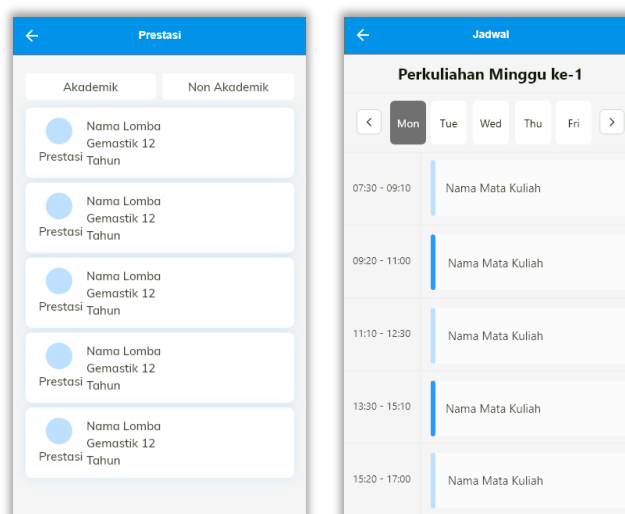 Prestasi
Akademik
Non Akademik
Nama Lomba
Gemastik 12
Prestasi
Tahun
Nama Lomba
Gemastik 12
Prestasi
Tahun
Nama Lomba
Gemastik 12
Prestasi
Tahun
Nama Lomba
Gemastik 12
Prestasi
Tahun
Nama Lomba
Gemastik 12
Prestasi
Tahun
Jadwal
Perkuliahan Minggu ke-1
Mon Tue Wed Thu Fri
07:30 - 09:10 Nama Mata Kuliah
09:20 - 11:00 Nama Mata Kuliah
11:10 - 12:30 Nama Mata Kuliah
13:30 - 15:10 Nama Mata Kuliah
15:20 - 17:00 Nama Mata Kuliah